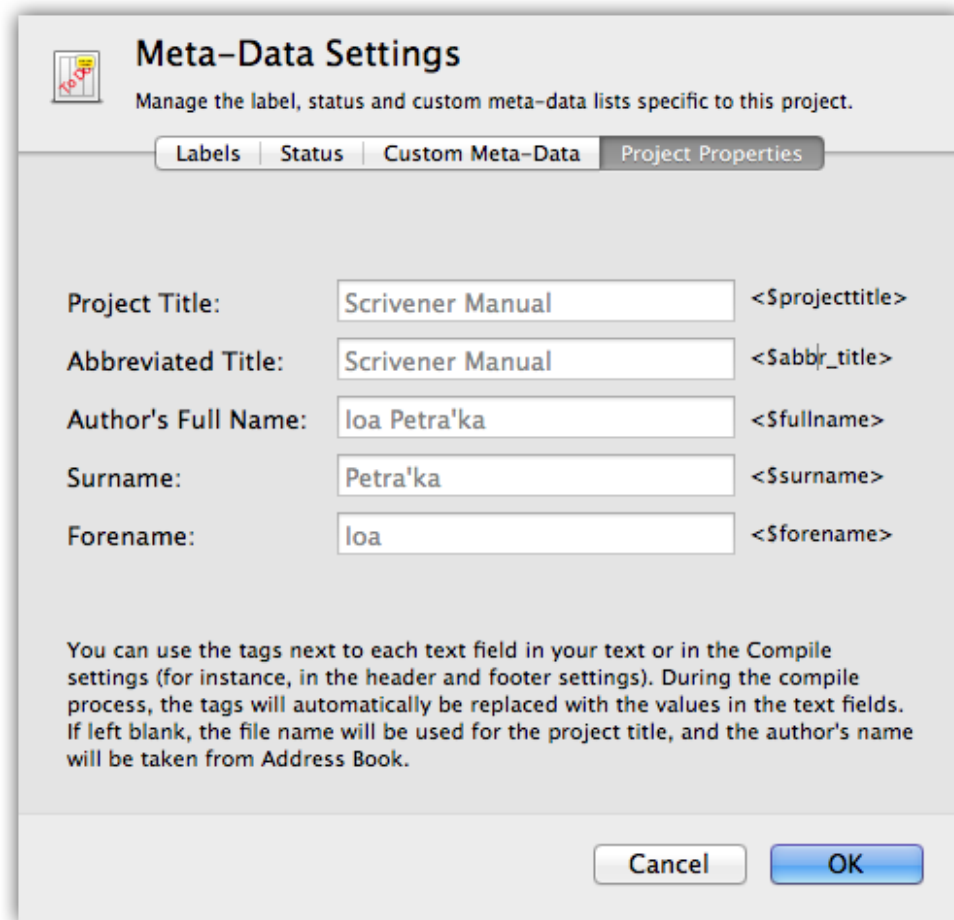 To Do
Meta-Data Settings
Manage the label, status and custom meta-data lists specific to this project.
Labels Status Custom Meta-Data Project Properties
Project Title: Scrivener Manual <$projecttitle>
Abbreviated Title: Scrivener Manual <$abbr_title>
Author's Full Name: Ioa Petra'ka <$fullname>
Surname: Petra'ka <$surname>
Forename: Ioa <$forename>
You can use the tags next to each text field in your text or in the Compile
settings (for instance, in the header and footer settings). During the compile
process, the tags will automatically be replaced with the values in the text fields.
If left blank, the file name will be used for the project title, and the author's name
will be taken from Address Book.
Cancel OK